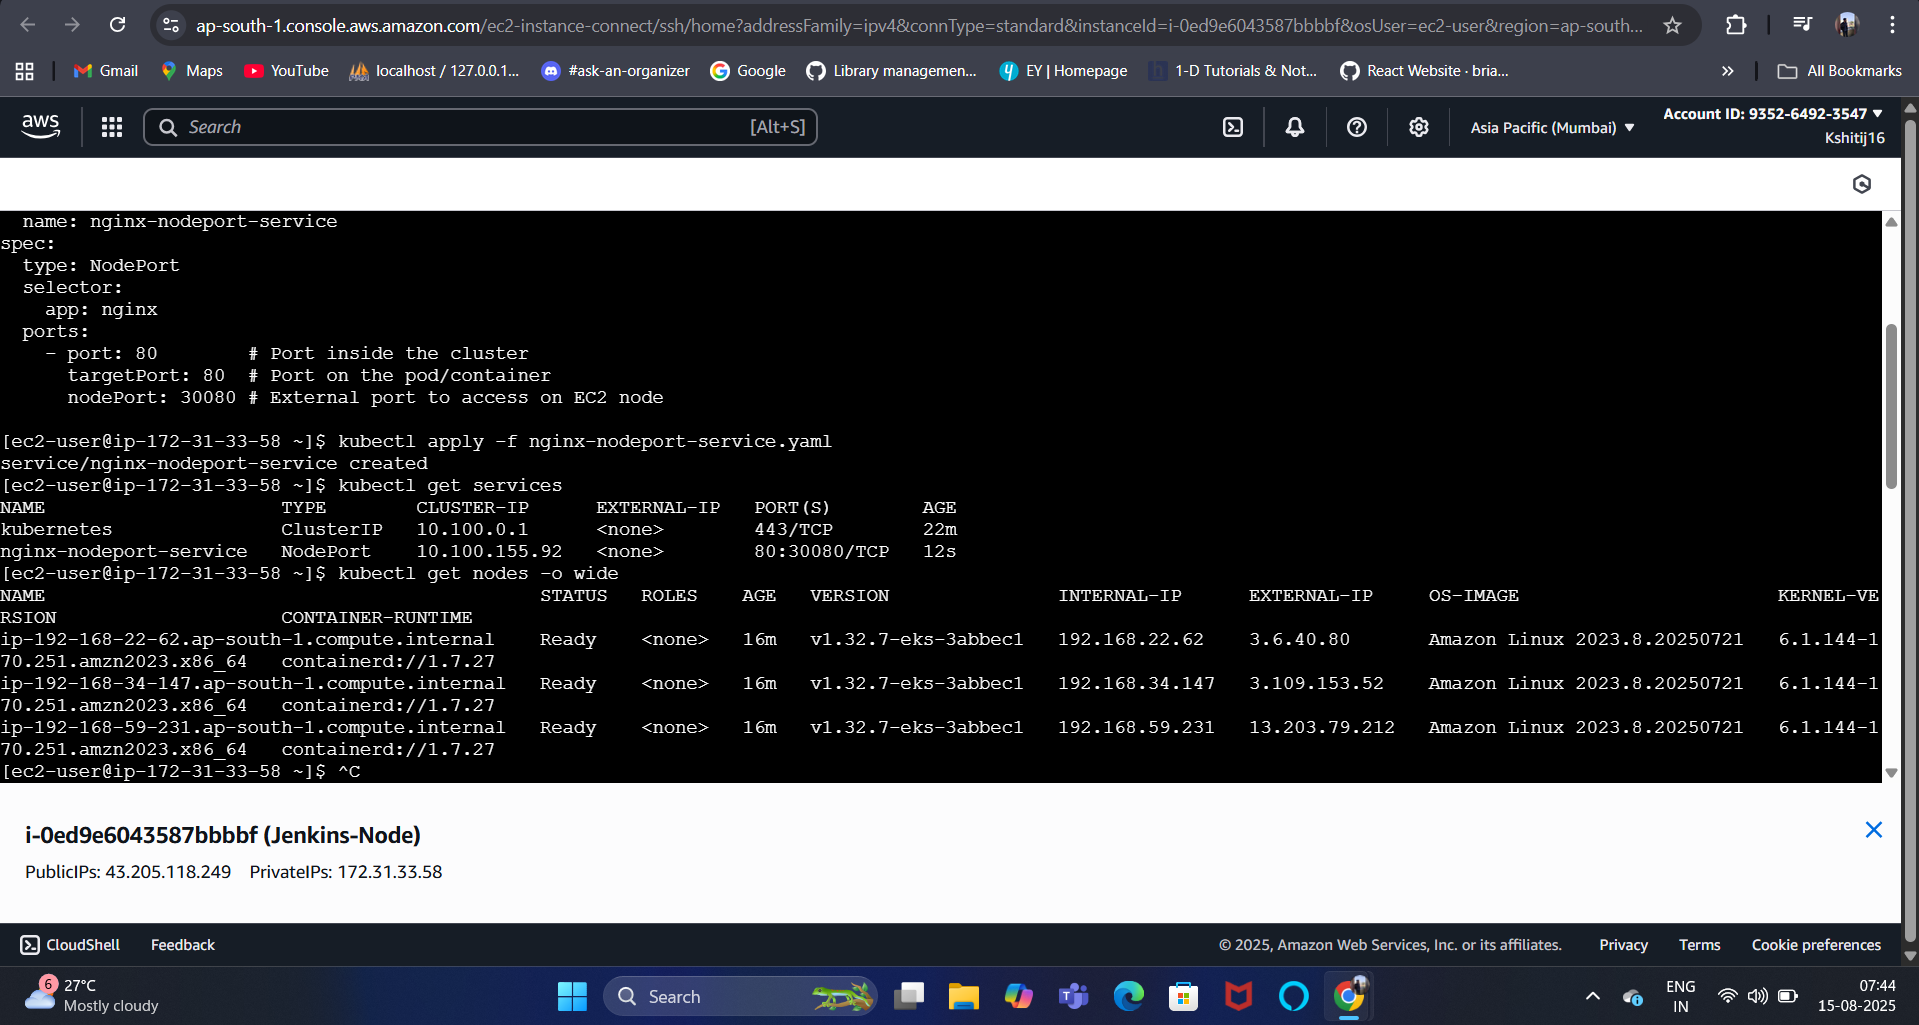 ap-south-1.console.aws.amazon.com/ec2-instance-connect/ssh/home?addressFamily=ipv4&connType=standard&instanceId=i-0ed9e6043587bbbbf&osUser=ec2-user&region=ap-south...
Gmail Maps YouTube localhost / 127.0.0.1... #ask-an-organizer Google Library managemen... EY | Homepage 1-D Tutorials & Not... React Website · bria... » All Bookmarks
aws Search [Alt+S] Asia Pacific (Mumbai) Account ID: 9352-6492-3547
Kshitij16
  name: nginx-nodeport-service
spec:
  type: NodePort
  selector:
    app: nginx
  ports:
    - port: 80        # Port inside the cluster
      targetPort: 80  # Port on the pod/container
      nodePort: 30080 # External port to access on EC2 node
[ec2-user@ip-172-31-33-58 ~]$ kubectl apply -f nginx-nodeport-service.yaml
service/nginx-nodeport-service created
[ec2-user@ip-172-31-33-58 ~]$ kubectl get services
NAME                     TYPE        CLUSTER-IP      EXTERNAL-IP   PORT(S)        AGE
kubernetes               ClusterIP   10.100.0.1      <none>        443/TCP        22m
nginx-nodeport-service   NodePort    10.100.155.92   <none>        80:30080/TCP   12s
[ec2-user@ip-172-31-33-58 ~]$ kubectl get nodes -o wide
NAME                                            STATUS   ROLES    AGE   VERSION               INTERNAL-IP      EXTERNAL-IP     OS-IMAGE                       KERNEL-VE
RSION                    CONTAINER-RUNTIME
ip-192-168-22-62.ap-south-1.compute.internal    Ready    <none>   16m   v1.32.7-eks-3abbec1   192.168.22.62    3.6.40.80       Amazon Linux 2023.8.20250721   6.1.144-1
70.251.amzn2023.x86_64   containerd://1.7.27
ip-192-168-34-147.ap-south-1.compute.internal   Ready    <none>   16m   v1.32.7-eks-3abbec1   192.168.34.147   3.109.153.52    Amazon Linux 2023.8.20250721   6.1.144-1
70.251.amzn2023.x86_64   containerd://1.7.27
ip-192-168-59-231.ap-south-1.compute.internal   Ready    <none>   16m   v1.32.7-eks-3abbec1   192.168.59.231   13.203.79.212   Amazon Linux 2023.8.20250721   6.1.144-1
70.251.amzn2023.x86_64   containerd://1.7.27
[ec2-user@ip-172-31-33-58 ~]$ ^C
i-0ed9e6043587bbbbf (Jenkins-Node)
PublicIPs: 43.205.118.249 PrivateIPs: 172.31.33.58
CloudShell Feedback © 2025, Amazon Web Services, Inc. or its affiliates. Privacy Terms Cookie preferences
6 27°C
Mostly cloudy
Search
ENG
IN
07:44
15-08-2025